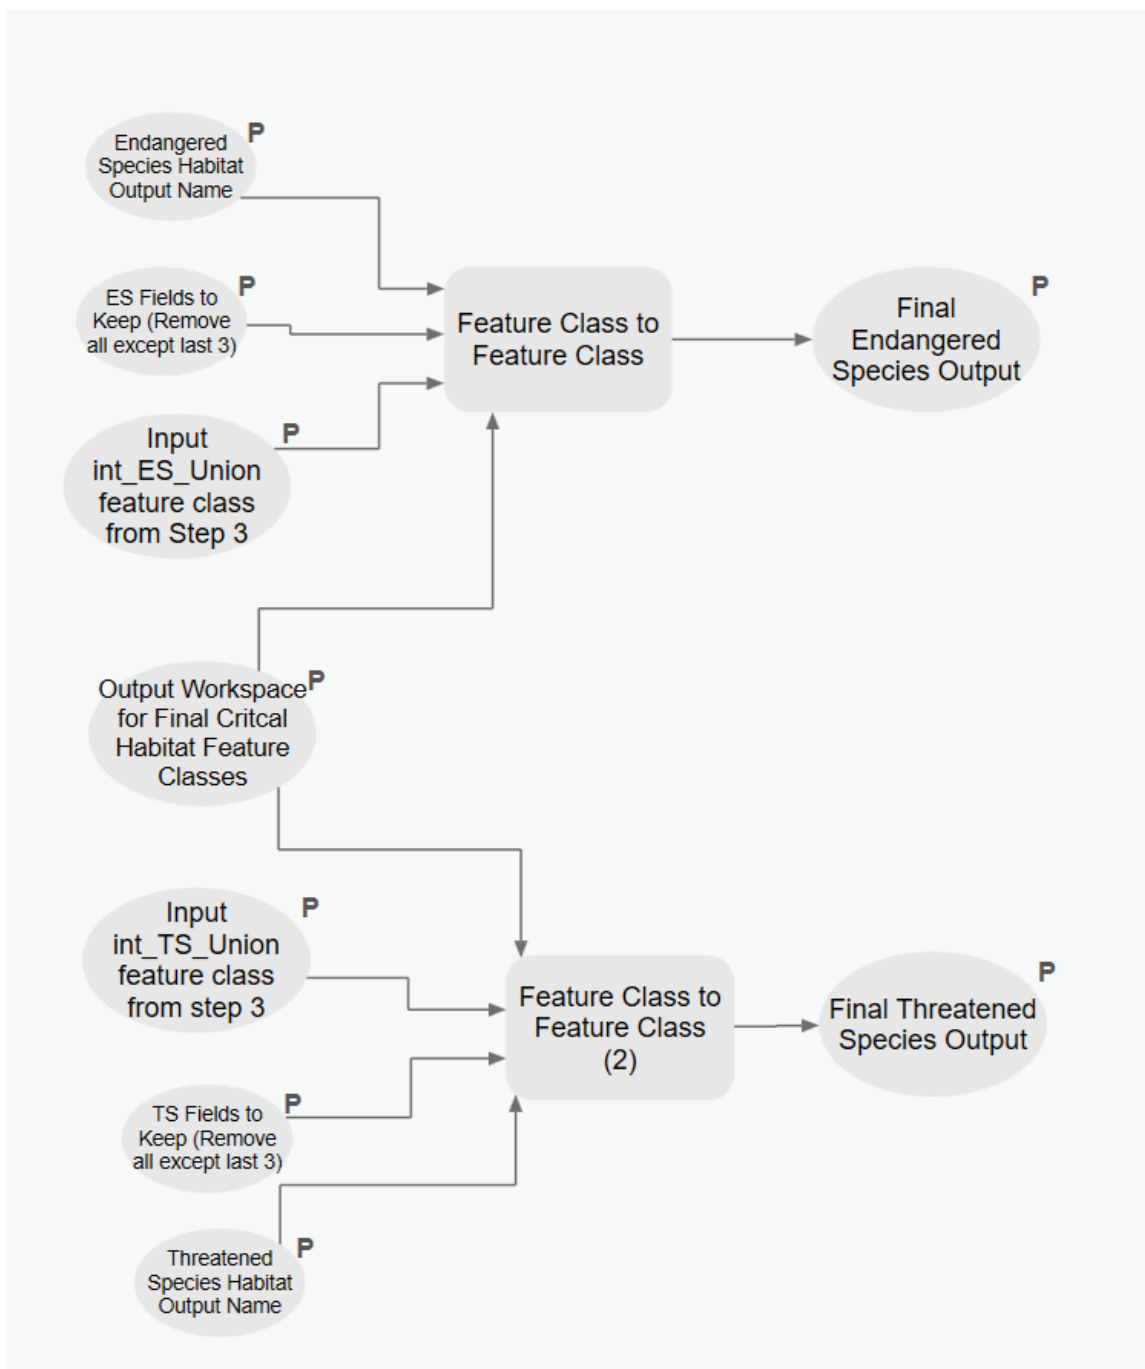 P
Endangered
Species Habitat
Output Name
P
ES Fields to
Keep (Remove
all except last 3)
P
Input
int_ES_Union
feature class
from Step 3
Feature Class to
Feature Class
P
Final
Endangered
Species Output
P
Output Workspace
for Final Critcal
Habitat Feature
Classes
P
Input
int_TS_Union
feature class
from step 3
P
TS Fields to
Keep (Remove
all except last 3)
P
Threatened
Species Habitat
Output Name
Feature Class to
Feature Class
(2)
P
Final Threatened
Species Output